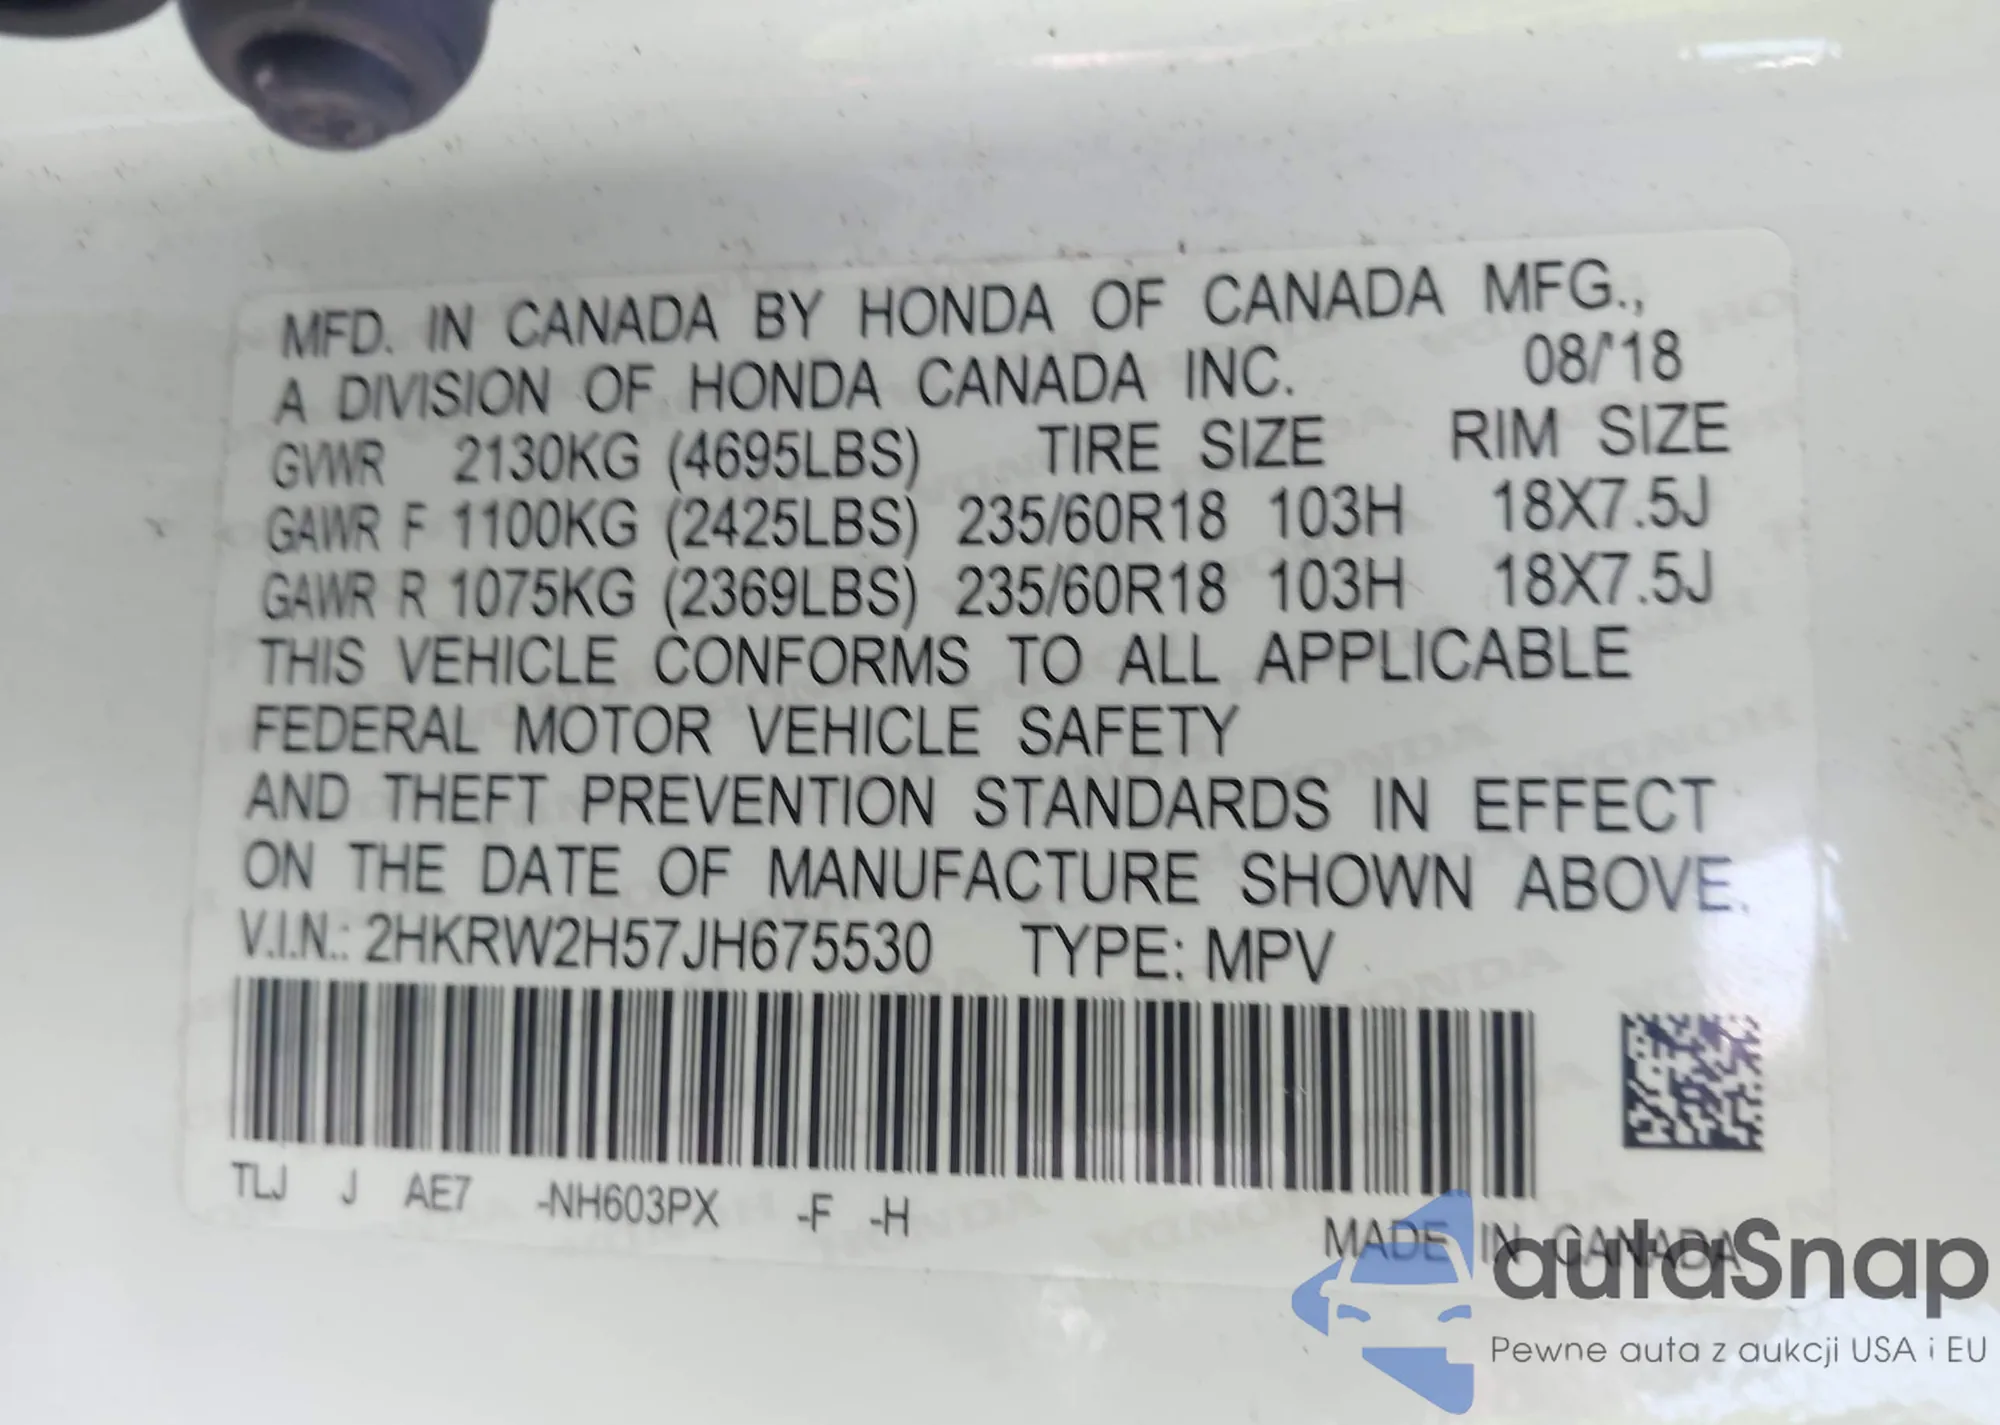 MFD. IN CANADA BY HONDA OF CANADA MFG.,
A DIVISION OF HONDA CANADA INC. 08/'18
GVWR 2130KG (4695LBS) TIRE SIZE RIM SIZE
GAWR F 1100KG (2425LBS) 235/60R18 103H 18X7.5J
GAWR R 1075KG (2369LBS) 235/60R18 103H 18X7.5J
THIS VEHICLE CONFORMS TO ALL APPLICABLE
FEDERAL MOTOR VEHICLE SAFETY
AND THEFT PREVENTION STANDARDS IN EFFECT
ON THE DATE OF MANUFACTURE SHOWN ABOVE.
V.I.N.: 2HKRW2H57JH675530 TYPE: MPV
TLJ J AE7 -NH603PX -F -H
MADE IN CANADA
autaSnap
Pewne auta z aukcji USA i EU